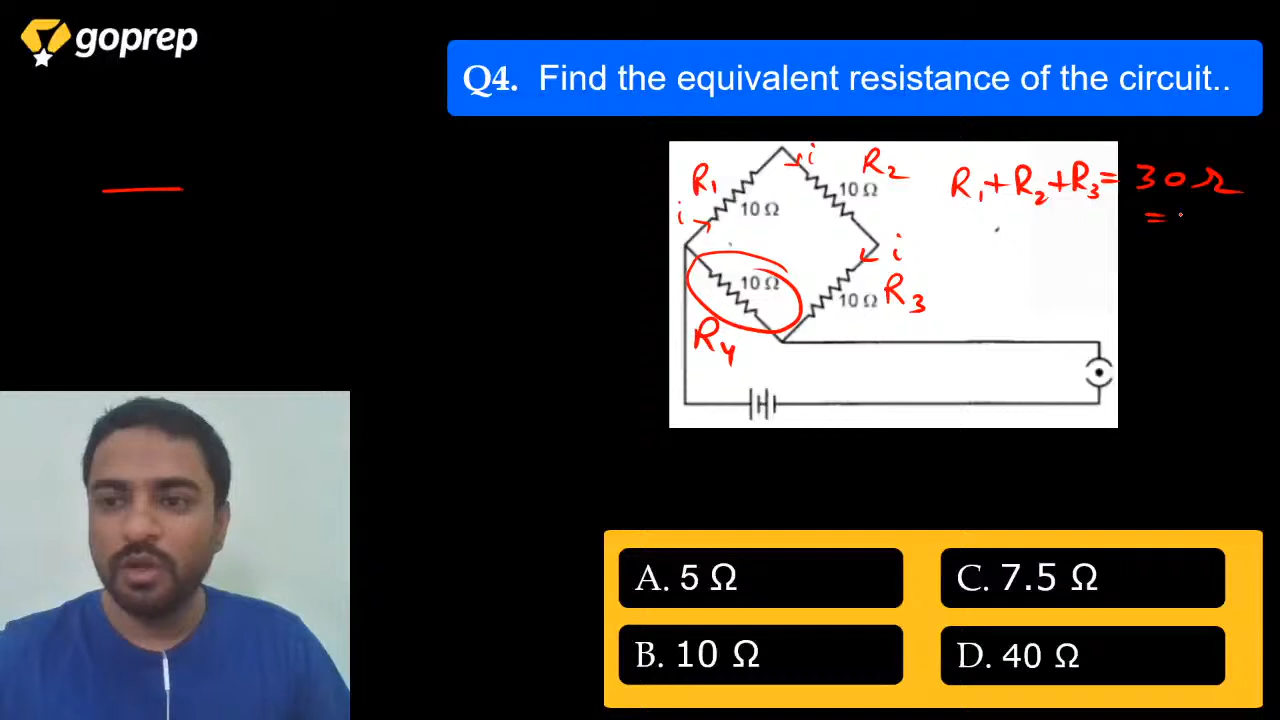 goprep
Q4. Find the equivalent resistance of the circuit..
R₁
i
R₂
10 Ω
10 Ω
i
R₁+R₂+R₃= 30 Ω
=
i
10 Ω
10 Ω
R₃
R₄
A. 5 Ω
C. 7.5 Ω
B. 10 Ω
D. 40 Ω